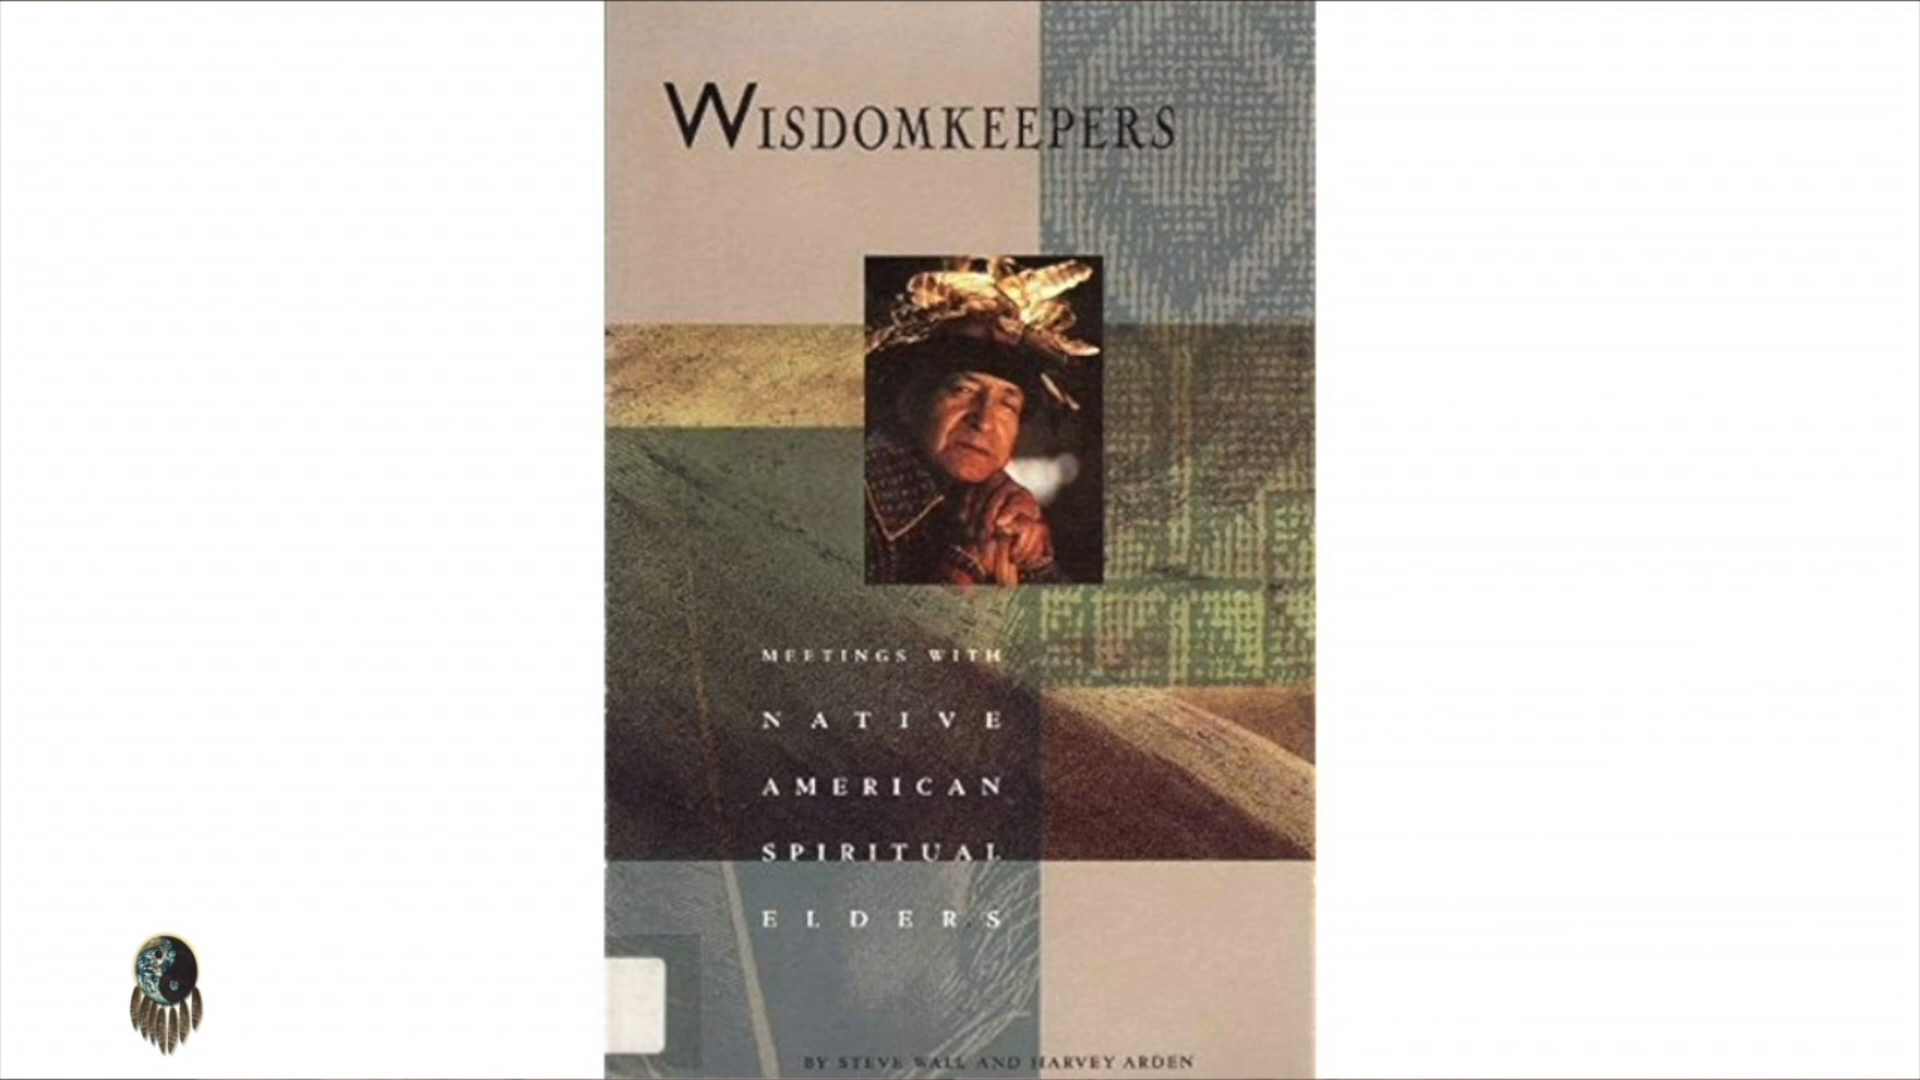 WISDOMKEEPERS
MEETINGS WITH
NATIVE
AMERICAN
SPIRITUAL
ELDERS
BY STEVE WALL AND HARVEY ARDEN